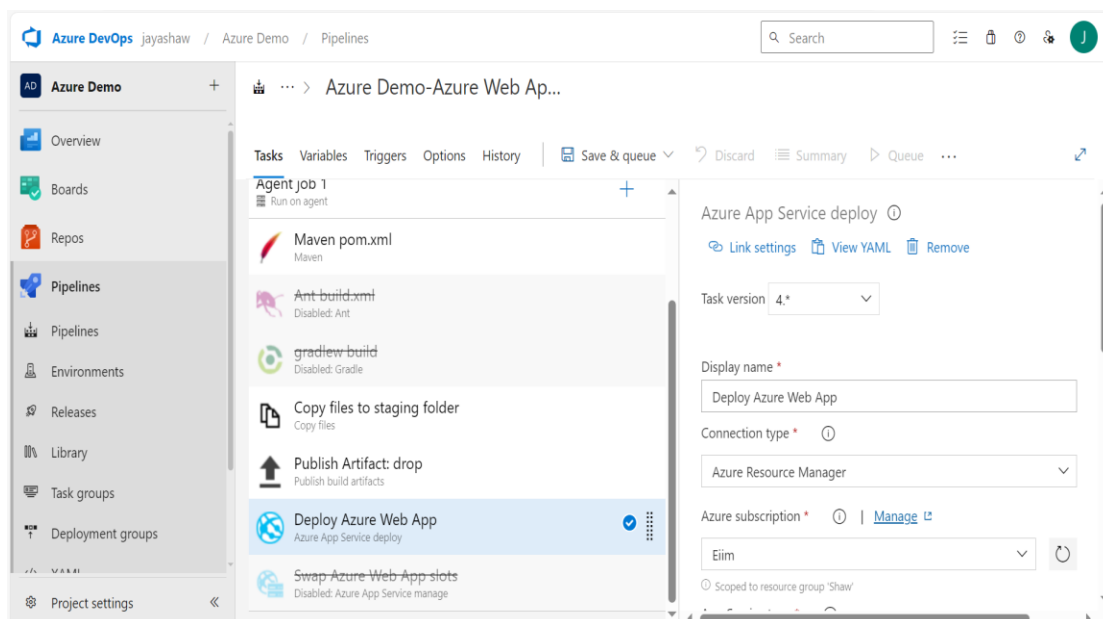 Azure DevOps jayashaw / Azure Demo / Pipelines
Search
J
AD Azure Demo +
Overview
Boards
Repos
Pipelines
Pipelines
Environments
Releases
Library
Task groups
Deployment groups
Project settings
··· > Azure Demo-Azure Web Ap...
Tasks Variables Triggers Options History Save & queue Discard Summary Queue ...
Agent job 1
Run on agent
Maven pom.xml
Maven
Ant build.xml
Disabled: Ant
gradlew build
Disabled: Gradle
Copy files to staging folder
Copy files
Publish Artifact: drop
Publish build artifacts
Deploy Azure Web App
Azure App Service deploy
Swap Azure Web App slots
Disabled: Azure App Service manage
Azure App Service deploy
Link settings View YAML Remove
Task version 4.*
Display name *
Deploy Azure Web App
Connection type *
Azure Resource Manager
Azure subscription * | Manage
Eiim
Scoped to resource group 'Shaw'